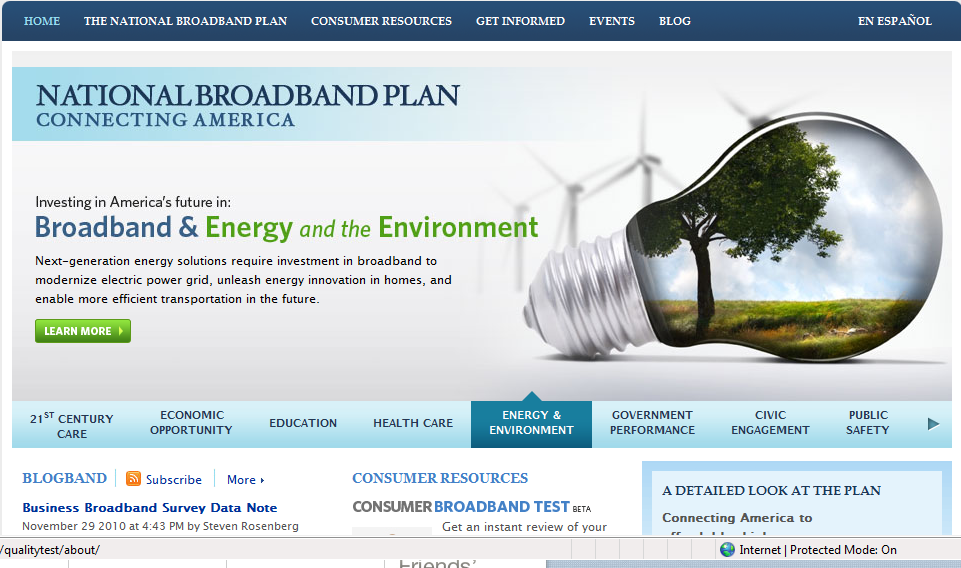 HOME THE NATIONAL BROADBAND PLAN CONSUMER RESOURCES GET INFORMED EVENTS BLOG EN ESPAÑOL
NATIONAL BROADBAND PLAN
CONNECTING AMERICA
Investing in America's future in:
Broadband & Energy and the Environment
Next-generation energy solutions require investment in broadband to
modernize electric power grid, unleash energy innovation in homes, and
enable more efficient transportation in the future.
LEARN MORE
21ST CENTURY
CARE
ECONOMIC
OPPORTUNITY
EDUCATION
HEALTH CARE
ENERGY &
ENVIRONMENT
GOVERNMENT
PERFORMANCE
CIVIC
ENGAGEMENT
PUBLIC
SAFETY
BLOGBAND Subscribe More
Business Broadband Survey Data Note
November 29 2010 at 4:43 PM by Steven Rosenberg
CONSUMER RESOURCES
CONSUMER BROADBAND TEST BETA
Get an instant review of your
A DETAILED LOOK AT THE PLAN
Connecting America to
/qualitytest/about/
Internet | Protected Mode: On
Friends'